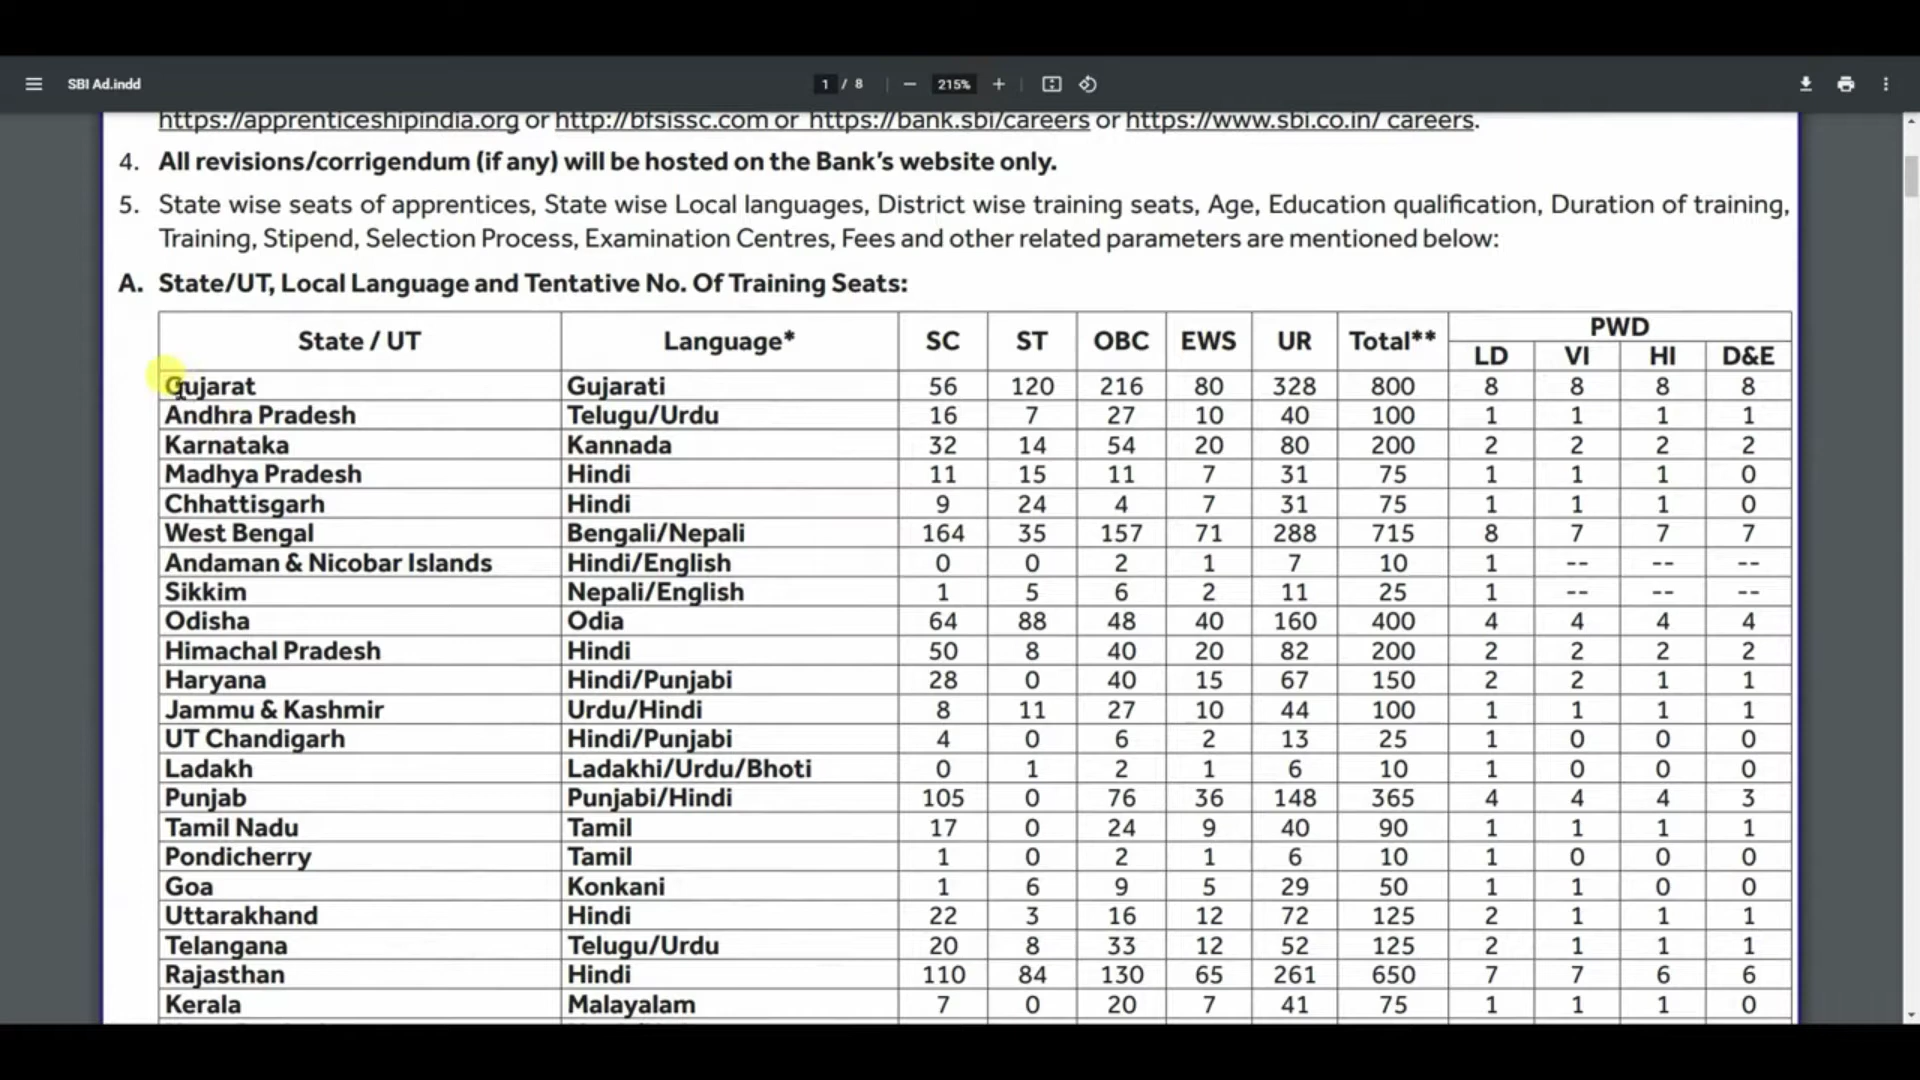 SBI Ad.indd
1 / 8
215%
https://apprenticeshipindia.org or http://bfsissc.com or https://bank.sbi/careers or https://www.sbi.co.in/ careers.
4. All revisions/corrigendum (if any) will be hosted on the Bank's website only.
5. State wise seats of apprentices, State wise Local languages, District wise training seats, Age, Education qualification, Duration of training,
Training, Stipend, Selection Process, Examination Centres, Fees and other related parameters are mentioned below:
A. State/UT, Local Language and Tentative No. Of Training Seats:
State / UT Language* SC ST OBC EWS UR Total** PWD
LD VI HI D&E
Gujarat Gujarati 56 120 216 80 328 800 8 8 8 8
Andhra Pradesh Telugu/Urdu 16 7 27 10 40 100 1 1 1 1
Karnataka Kannada 32 14 54 20 80 200 2 2 2 2
Madhya Pradesh Hindi 11 15 11 7 31 75 1 1 1 0
Chhattisgarh Hindi 9 24 4 7 31 75 1 1 1 0
West Bengal Bengali/Nepali 164 35 157 71 288 715 8 7 7 7
Andaman & Nicobar Islands Hindi/English 0 0 2 1 7 10 1 -- -- --
Sikkim Nepali/English 1 5 6 2 11 25 1 -- -- --
Odisha Odia 64 88 48 40 160 400 4 4 4 4
Himachal Pradesh Hindi 50 8 40 20 82 200 2 2 2 2
Haryana Hindi/Punjabi 28 0 40 15 67 150 2 2 1 1
Jammu & Kashmir Urdu/Hindi 8 11 27 10 44 100 1 1 1 1
UT Chandigarh Hindi/Punjabi 4 0 6 2 13 25 1 0 0 0
Ladakh Ladakhi/Urdu/Bhoti 0 1 2 1 6 10 1 0 0 0
Punjab Punjabi/Hindi 105 0 76 36 148 365 4 4 4 3
Tamil Nadu Tamil 17 0 24 9 40 90 1 1 1 1
Pondicherry Tamil 1 0 2 1 6 10 1 0 0 0
Goa Konkani 1 6 9 5 29 50 1 1 0 0
Uttarakhand Hindi 22 3 16 12 72 125 2 1 1 1
Telangana Telugu/Urdu 20 8 33 12 52 125 2 1 1 1
Rajasthan Hindi 110 84 130 65 261 650 7 7 6 6
Kerala Malayalam 7 0 20 7 41 75 1 1 1 0